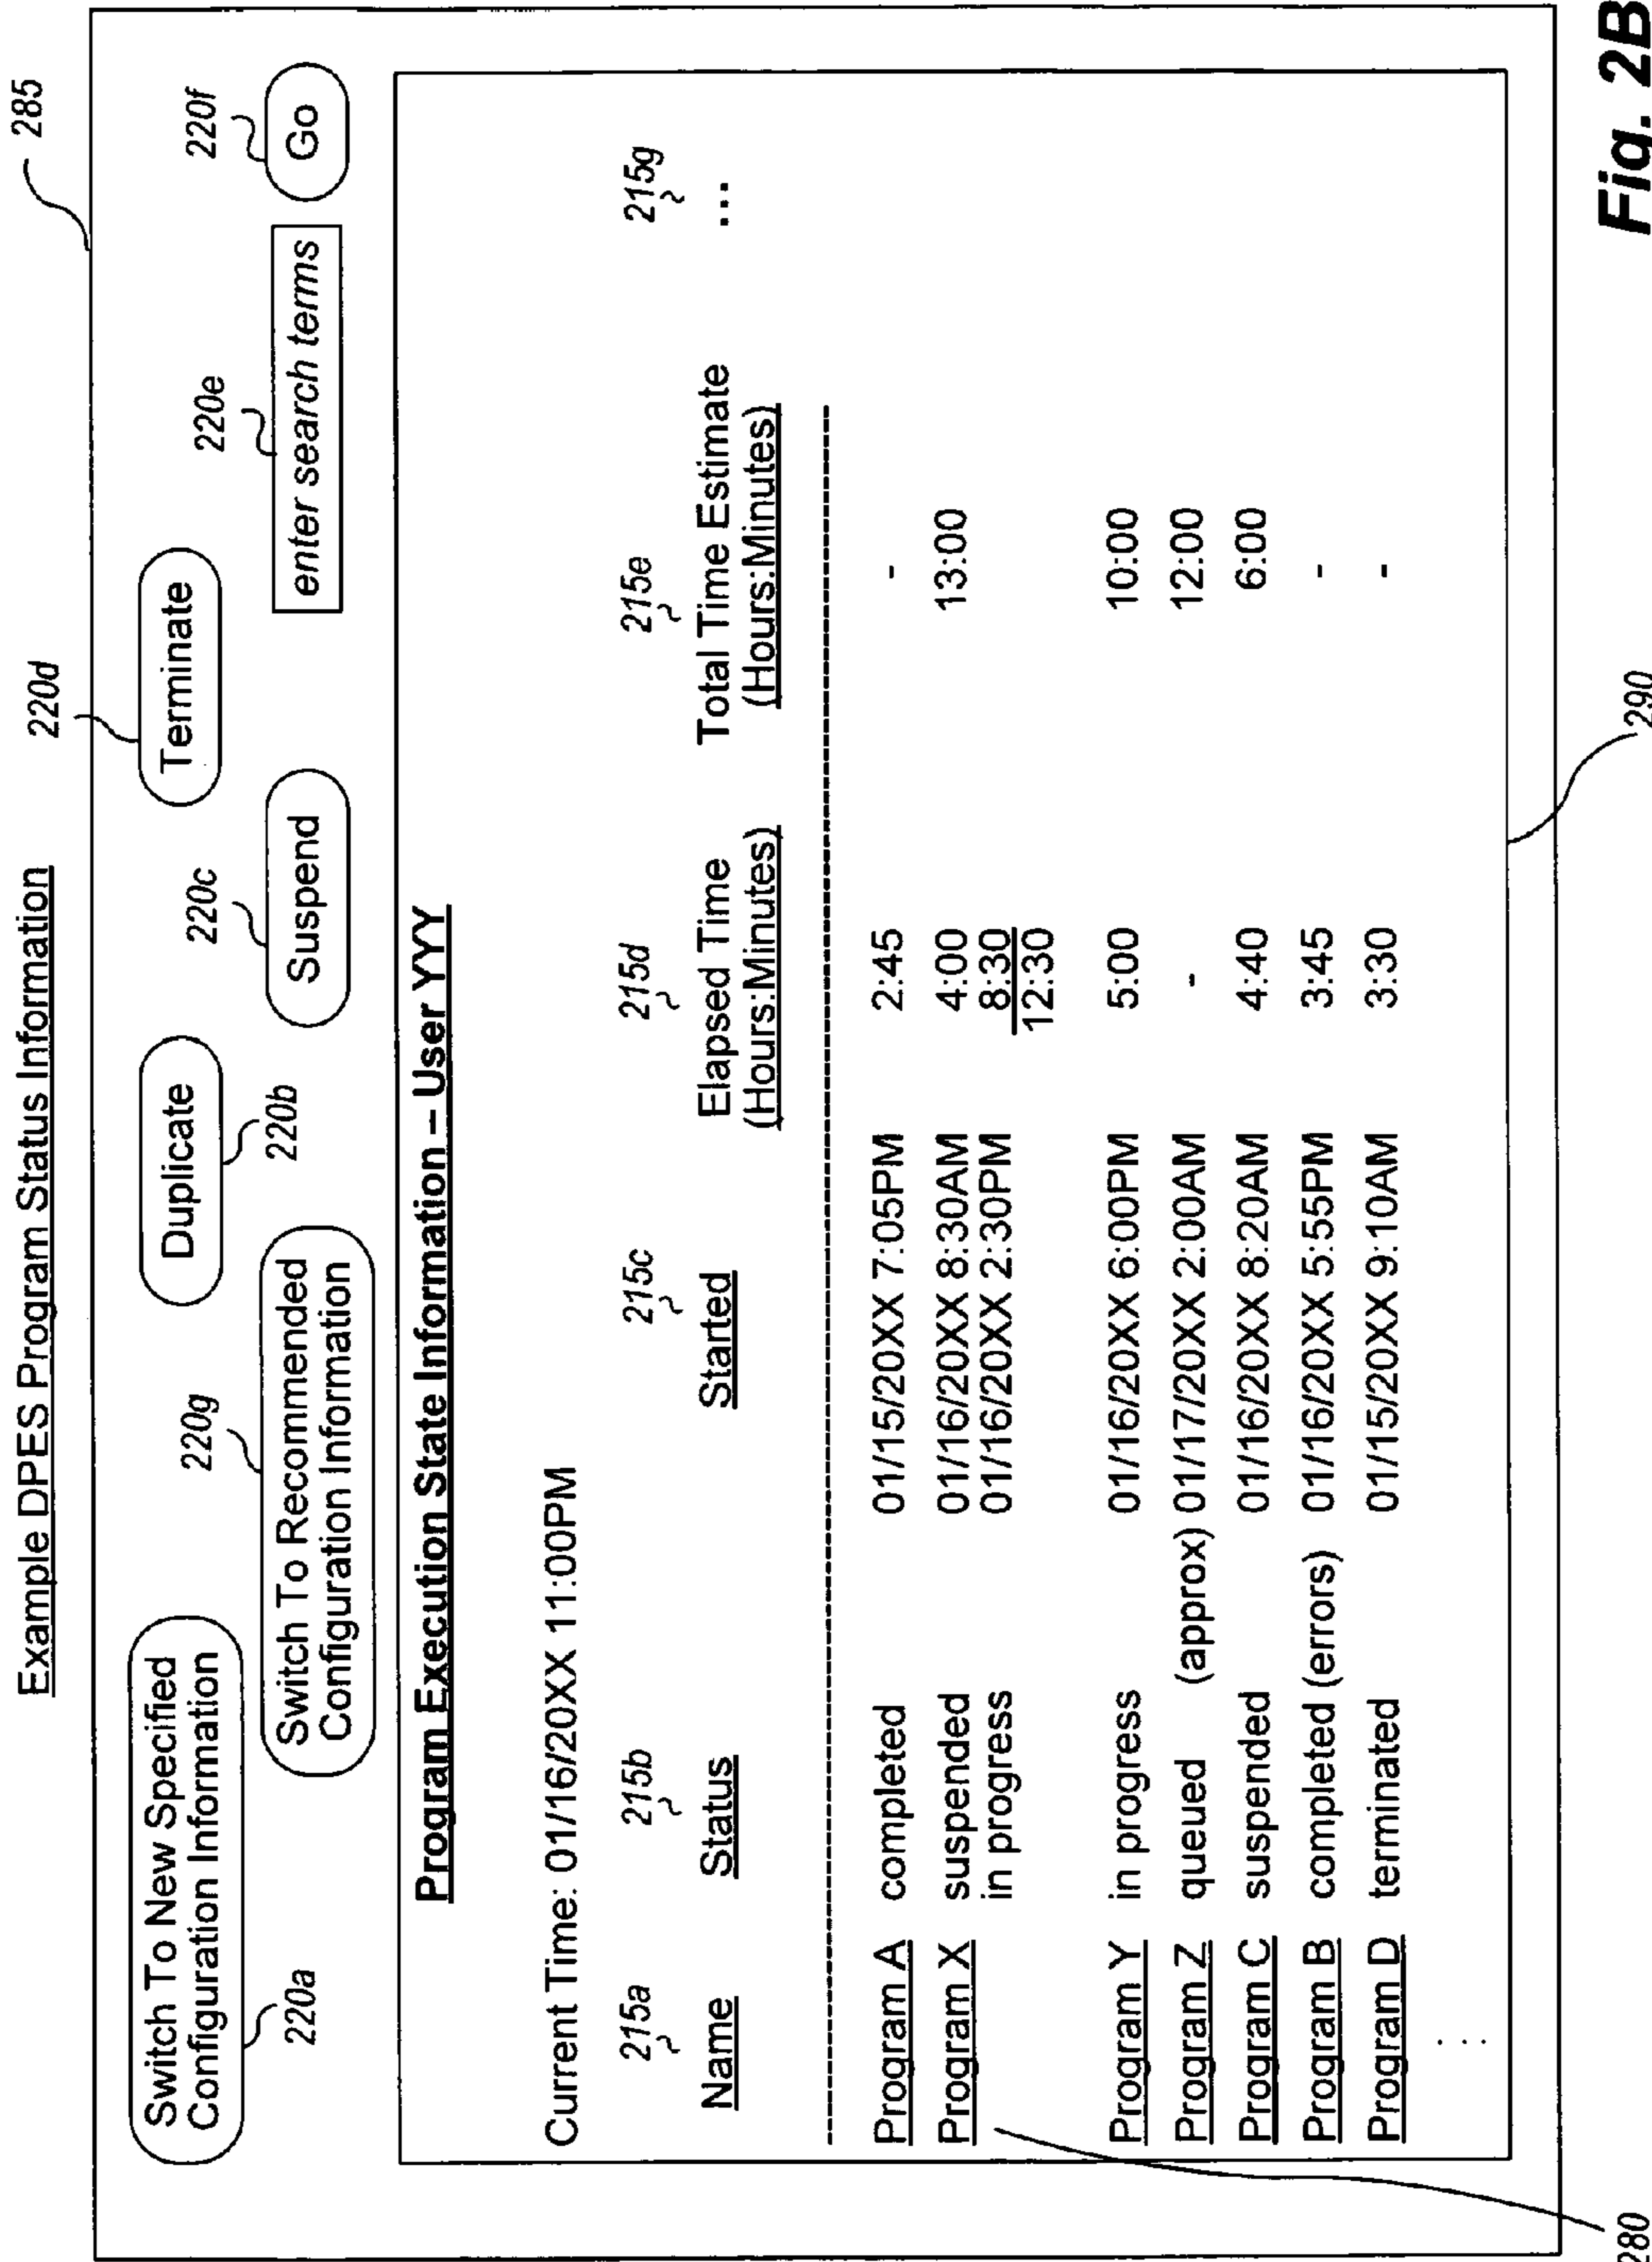 Example DPES Program Status Information
285
220d
Switch To New Specified
Configuration Information
220a
220g
Switch To Recommended
Configuration Information
Duplicate
220b
220c
Suspend
Terminate
220e
enter search terms
220f
Go
Program Execution State Information – User YYY
Current Time: 01/16/20XX 11:00PM
215a 215b 215c 215d 215e 215g
Name Status Started Elapsed Time (Hours:Minutes) Total Time Estimate (Hours:Minutes) ...
Program A completed 01/15/20XX 7:05PM 2:45 -
Program X suspended 01/16/20XX 8:30AM 4:00 13:00
in progress 01/16/20XX 2:30PM 8:30
12:30
Program Y in progress 01/16/20XX 6:00PM 5:00 10:00
Program Z queued (approx) 01/17/20XX 2:00AM - 12:00
Program C suspended 01/16/20XX 8:20AM 4:40 6:00
Program B completed (errors) 01/16/20XX 5:55PM 3:45 -
Program D terminated 01/15/20XX 9:10AM 3:30 -
...
280
290
Fig. 2B